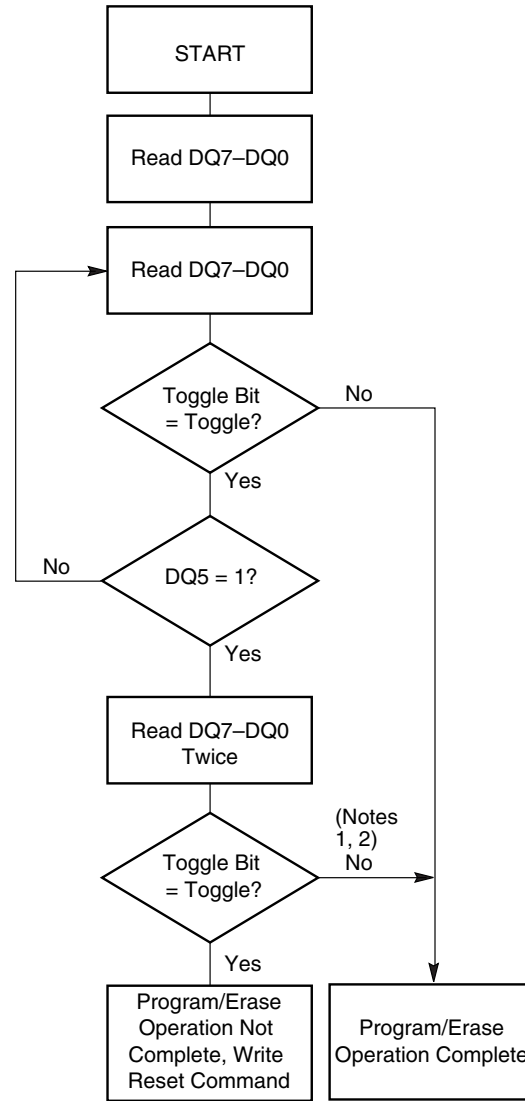 START
Read DQ7–DQ0
Read DQ7–DQ0
Toggle Bit
= Toggle?
No
Yes
No
DQ5 = 1?
Yes
Read DQ7–DQ0
Twice
(Notes
1, 2)
Toggle Bit
= Toggle?
No
Yes
Program/Erase
Operation Not
Complete, Write
Reset Command
Program/Erase
Operation Complete